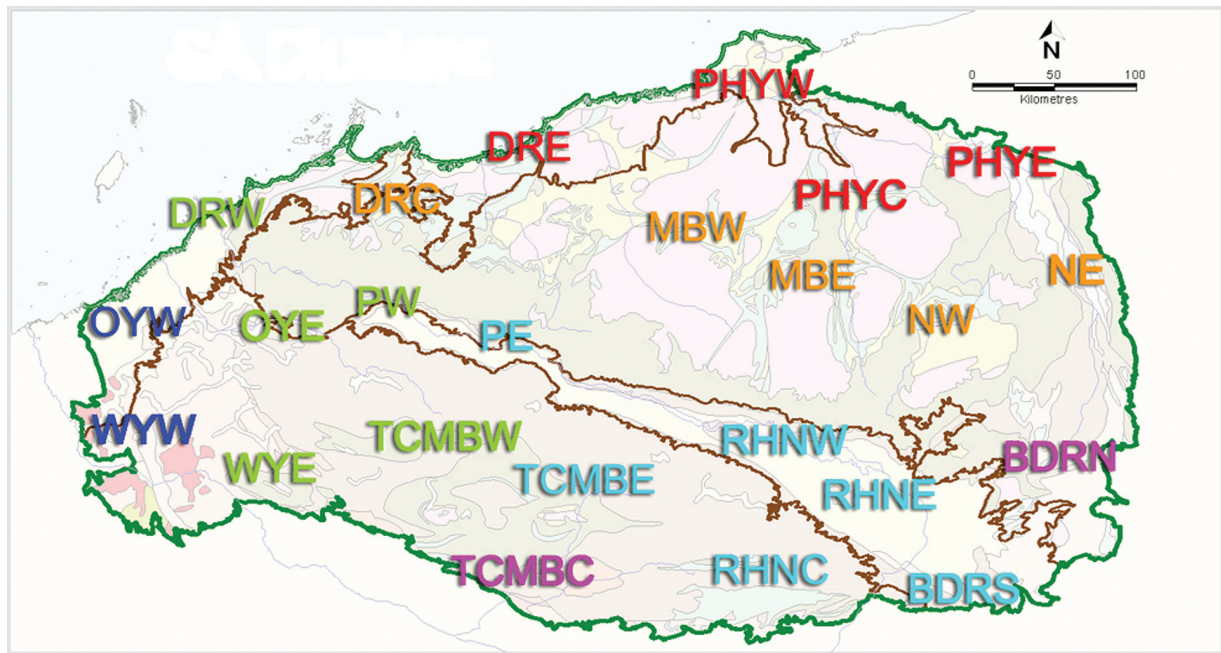 N
0 50 100
Kilometres
PHYW
DRE
PHYE
DRC
PHYC
DRW
MBW
MBE
NE
PW
OYW
OYE
PE
NW
WYW
TCMBW
RHNW
BDRN
WYE
TCMBE
RHNE
TCMBC
RHNC
BDRS